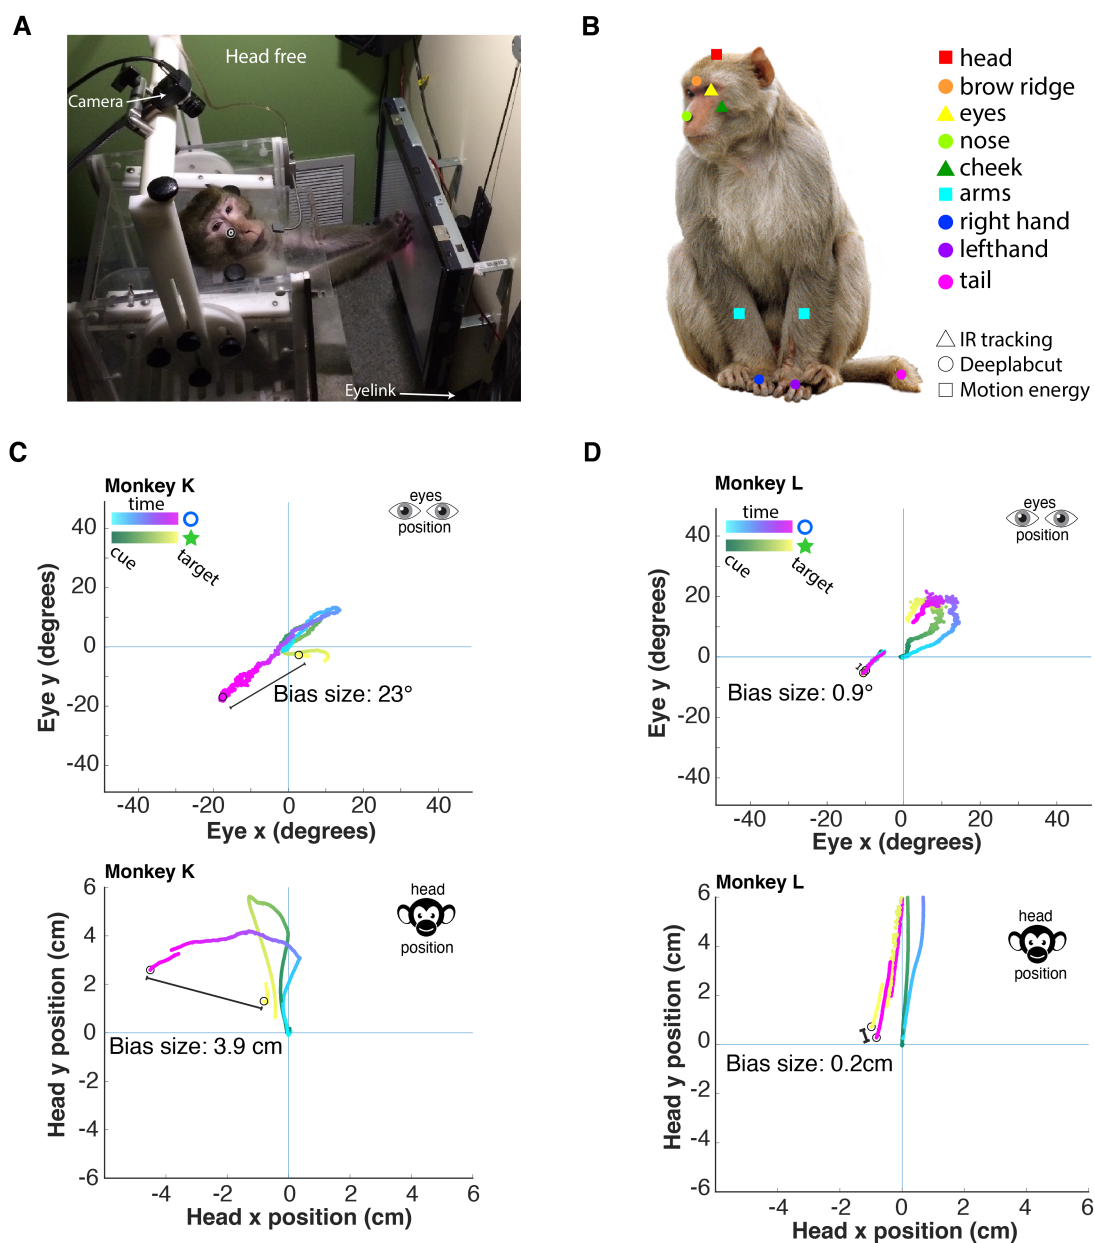 A
Head free
Camera
Eyelink
B
head
brow ridge
eyes
nose
cheek
arms
right hand
lefthand
tail
IR tracking
Deeplabcut
Motion energy
C
Monkey K
time
cue
target
eyes
position
40
20
0
-20
-40
Eye y (degrees)
Bias size: 23°
-40
-20
0
20
40
Eye x (degrees)
Monkey K
head
position
6
4
2
0
-2
-4
-6
Head y position (cm)
Bias size: 3.9 cm
-4
-2
0
2
4
6
Head x position (cm)
D
Monkey L
time
cue
target
eyes
position
40
20
0
-20
-40
Eye y (degrees)
Bias size: 0.9°
-40
-20
0
20
40
Eye x (degrees)
Monkey L
head
position
6
4
2
0
-2
-4
-6
Head y position (cm)
Bias size: 0.2cm
-4
-2
0
2
4
6
Head x position (cm)